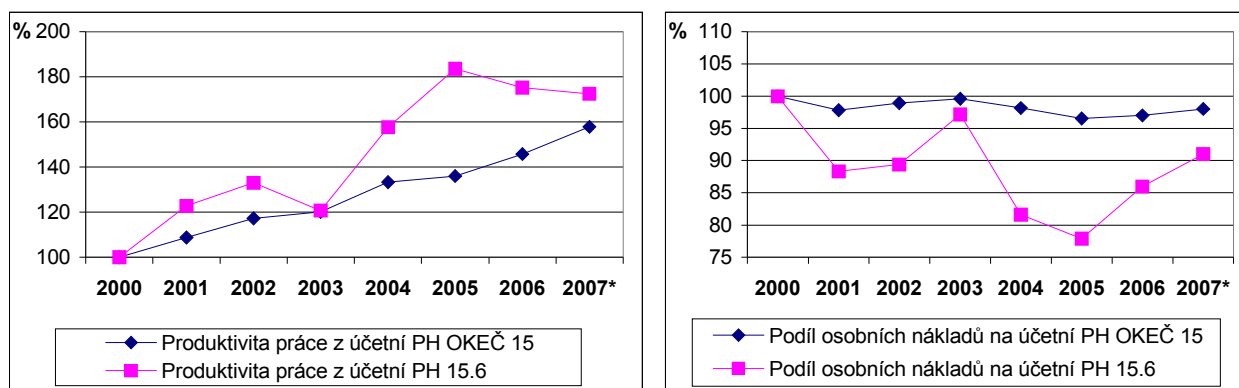 % 200
180
160
140
120
100
2000 2001 2002 2003 2004 2005 2006 2007*
Produktivita práce z účetní PH OKEČ 15
Produktivita práce z účetní PH 15.6
% 110
105
100
95
90
85
80
75
2000 2001 2002 2003 2004 2005 2006 2007*
Podíl osobních nákladů na účetní PH OKEČ 15
Podíl osobních nákladů na účetní PH 15.6